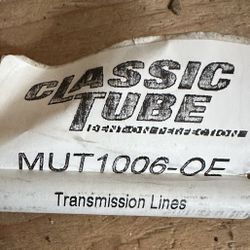 CLASSIC
TUBE
MUT1006-OE
Transmission Lines